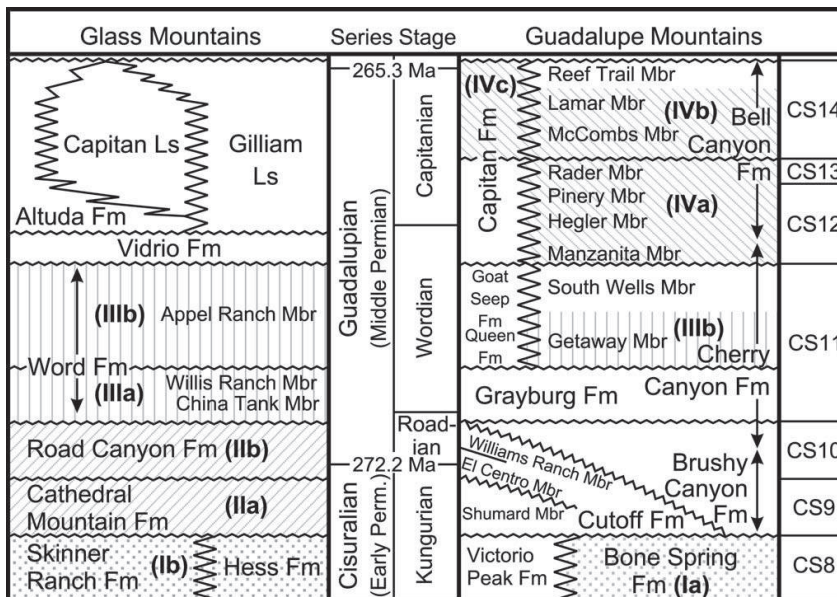 Glass Mountains
Series Stage
Guadalupe Mountains
Capitan Ls
Gilliam
Ls
Altuda Fm
Vidrio Fm
(IIIb) Appel Ranch Mbr
Word Fm
(IIIa) Willis Ranch Mbr
China Tank Mbr
Road Canyon Fm (IIb)
Cathedral
Mountain Fm (IIa)
Skinner
Ranch Fm (Ib)
Hess Fm
265.3 Ma
Guadalupian
(Middle Permian)
272.2 Ma
Cisuralian
(Early Perm.)
Capitanian
Wordian
Road-
ian
Kungurian
(IVc)
Capitan Fm
Reef Trail Mbr
Lamar Mbr
(IVb)
McCombs Mbr
Bell
Canyon
Fm
Rader Mbr
Pinery Mbr
(IVa)
Hegler Mbr
Manzanita Mbr
Goat
Seep
Fm
Queen
Fm
South Wells Mbr
Getaway Mbr
(IIIb)
Cherry
Canyon Fm
Grayburg Fm
Williams Ranch Mbr
El Centro Mbr
Shumard Mbr
Cutoff Fm
Brushy
Canyon
Fm
Victorio
Peak Fm
Bone Spring
Fm (Ia)
CS14
CS13
CS12
CS11
CS10
CS9
CS8